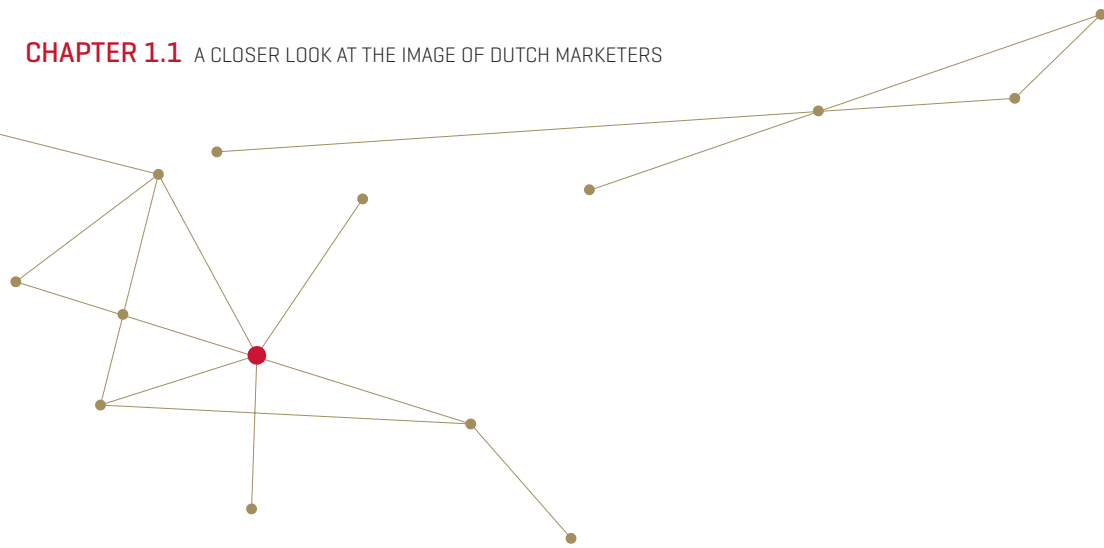 CHAPTER 1.1 A CLOSER LOOK AT THE IMAGE OF DUTCH MARKETERS